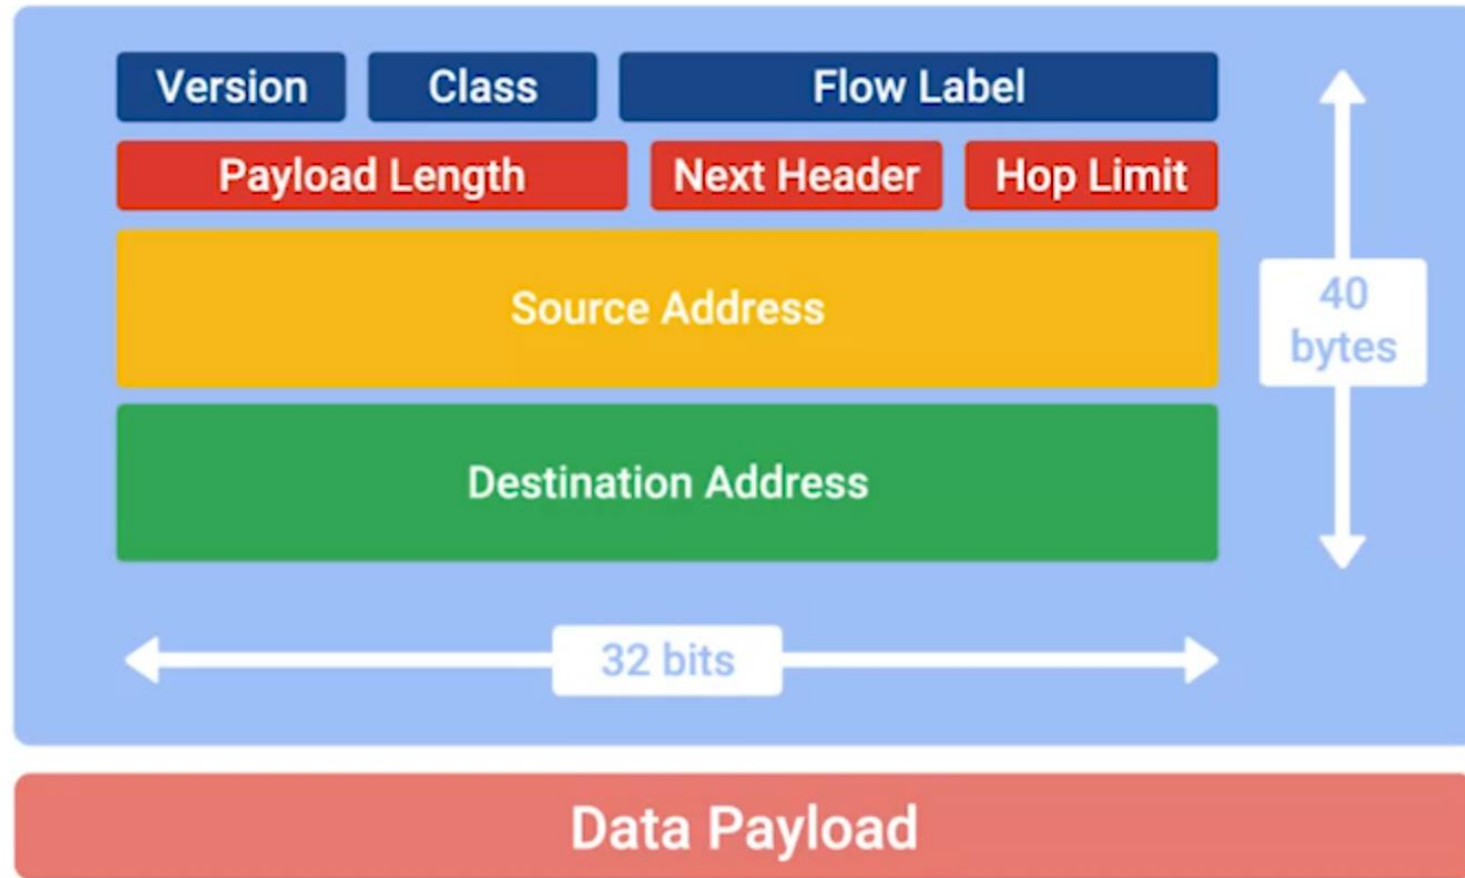 Version Class Flow Label
Payload Length Next Header Hop Limit
Source Address
40
bytes
Destination Address
32 bits
Data Payload